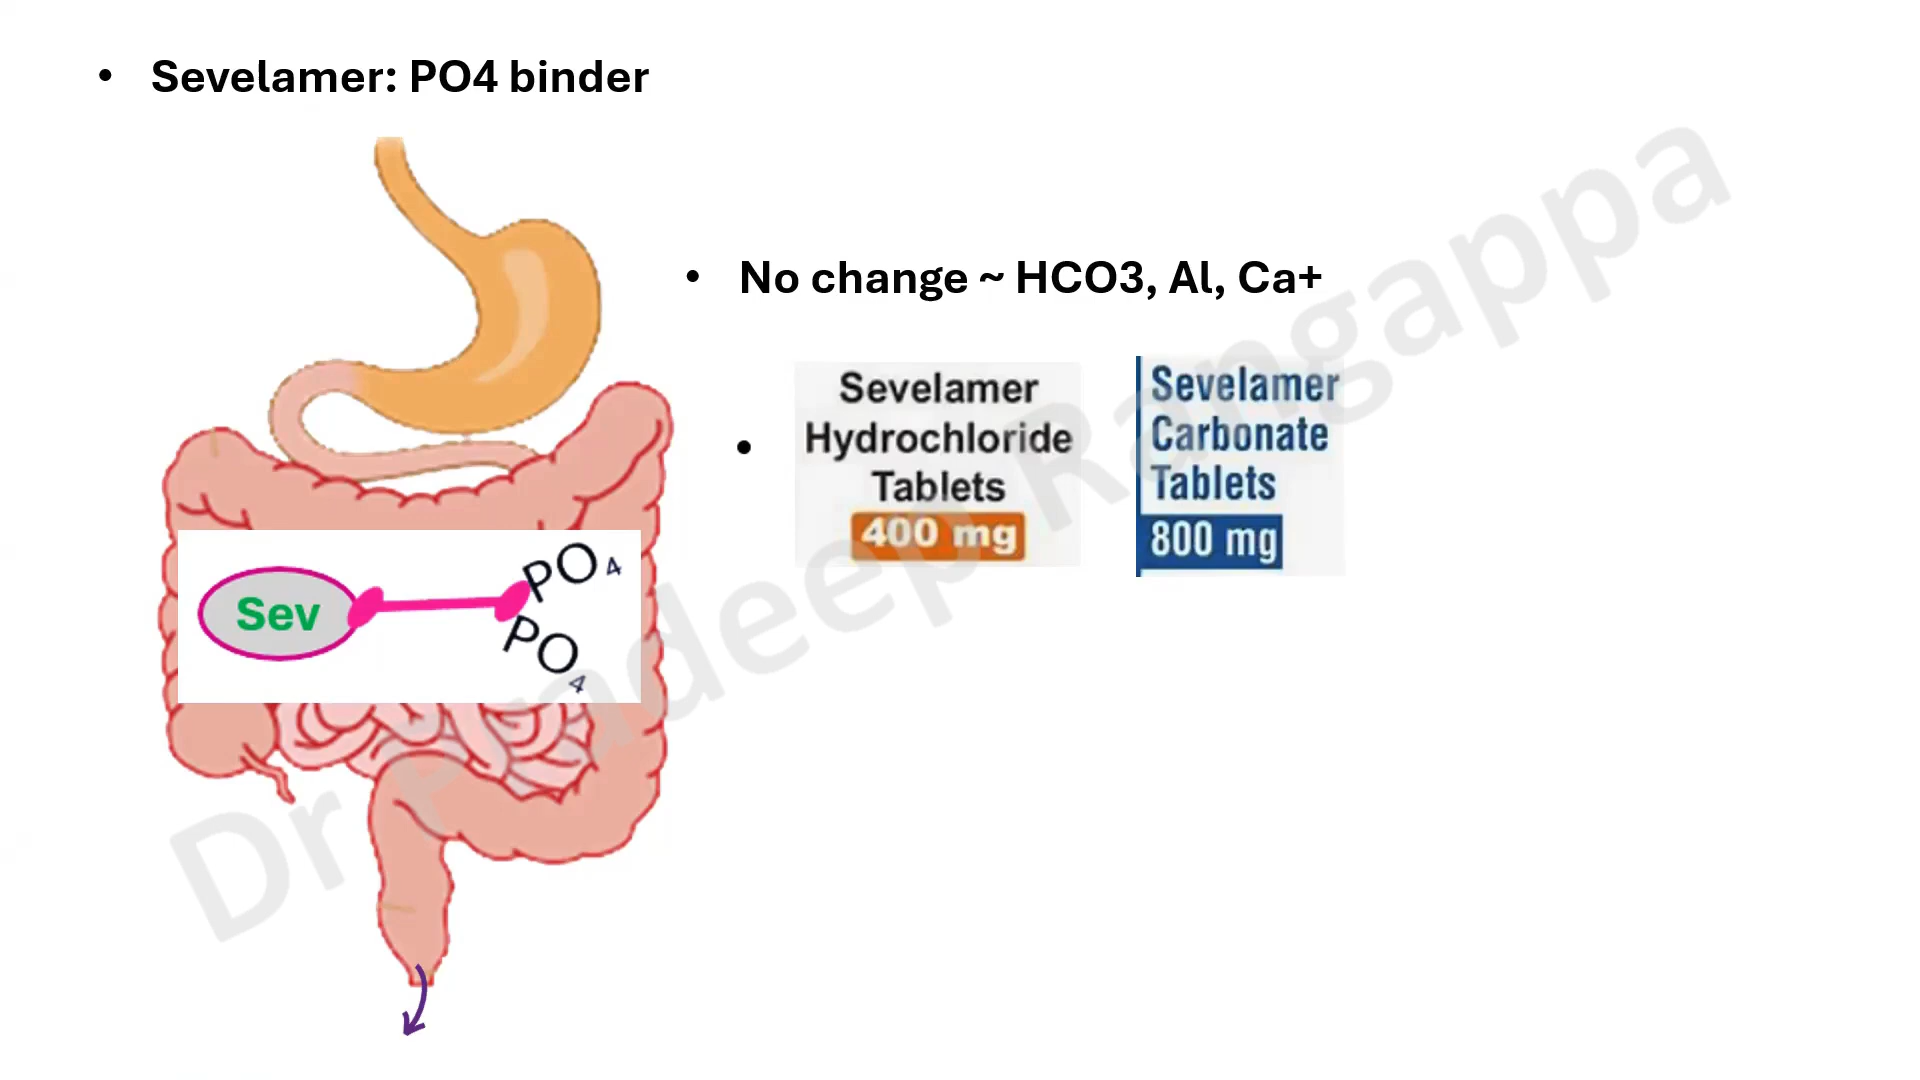 • Sevelamer: PO4 binder
• No change ~ HCO3, Al, Ca+
• Sevelamer
Hydrochloride
Tablets
400 mg
Sevelamer
Carbonate
Tablets
800 mg
Sev
PO4
PO4
Dr Pradeep Rangappa